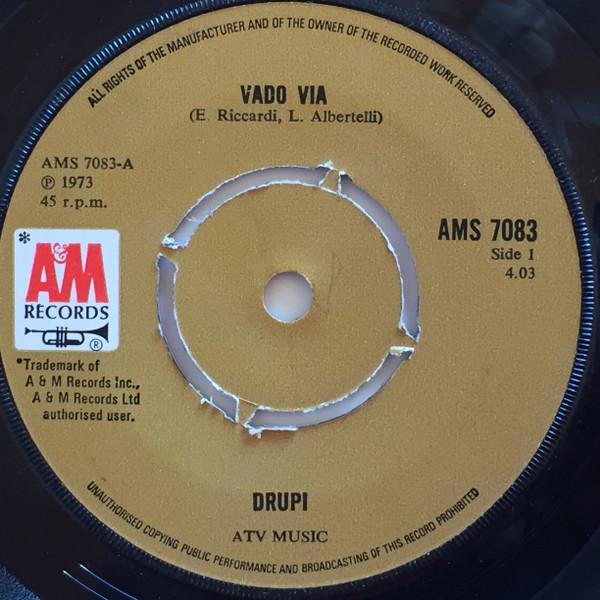 ALL RIGHTS OF THE MANUFACTURER AND OF THE OWNER OF THE RECORDED WORK RESERVED
VADO VIA
(E. Riccardi, L. Albertelli)
AMS 7083-A
℗ 1973
45 r.p.m.
AMS 7083
Side 1
4.03
*
A&M
RECORDS
®
*Trademark of
A & M Records Inc.,
A & M Records Ltd
authorised user.
DRUPI
ATV MUSIC
UNAUTHORISED COPYING PUBLIC PERFORMANCE AND BROADCASTING OF THIS RECORD PROHIBITED